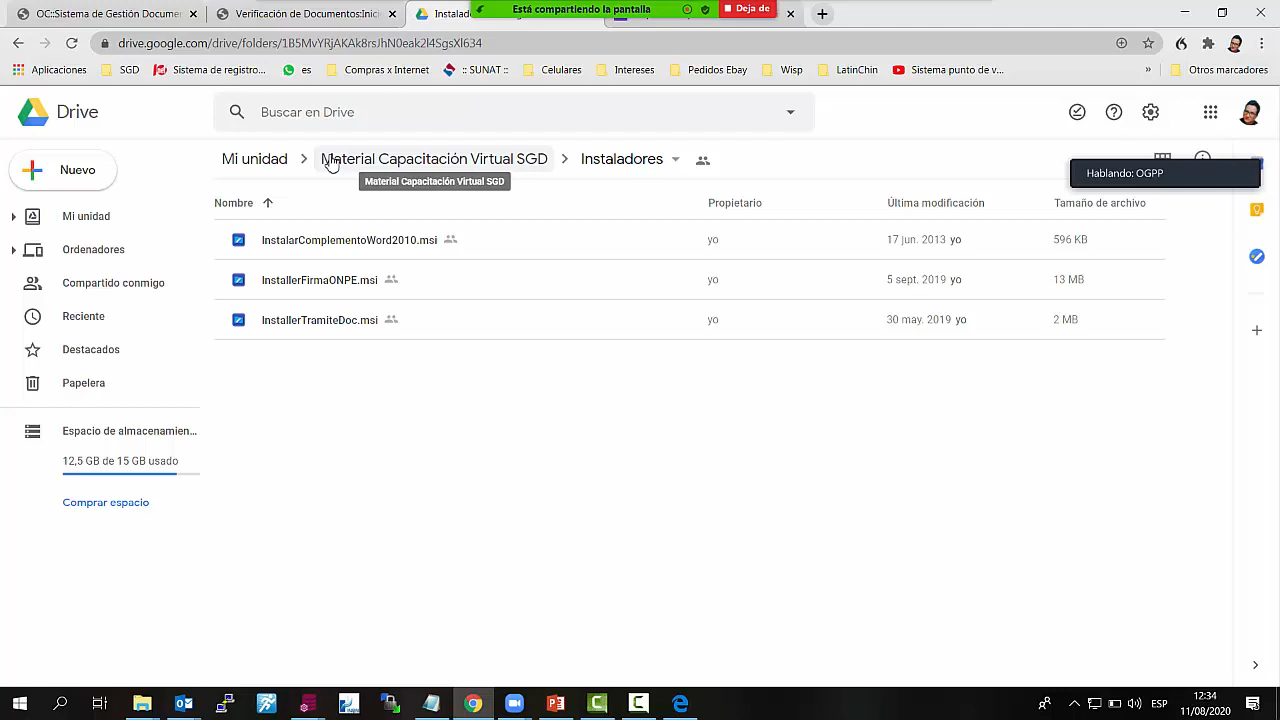 OC::Sistema de Gestión Documen
Verificación de Documentos:Inici
Instalad
Está compartiendo la pantalla
Deja de
drive.google.com/drive/folders/1B5MvYRjAKAk8rsJhN0eak2l4SgsXl634
Aplicaciones
SGD
Sistema de registro...
es
Compras x Internet
:: SUNAT ::
Celulares
Intereses
Pedidos Ebay
Wisp
LatinChin
Sistema punto de v...
»
Otros marcadores
Drive
Buscar en Drive
Nuevo
Mi unidad
Material Capacitación Virtual SGD
Instaladores
Material Capacitación Virtual SGD
Hablando: OGPP
Nombre
Propietario
Última modificación
Tamaño de archivo
InstalarComplementoWord2010.msi
yo
17 jun. 2013 yo
596 KB
InstallerFirmaONPE.msi
yo
5 sept. 2019 yo
13 MB
InstallerTramiteDoc.msi
yo
30 may. 2019 yo
2 MB
Mi unidad
Ordenadores
Compartido conmigo
Reciente
Destacados
Papelera
Espacio de almacenamien...
12,5 GB de 15 GB usado
Comprar espacio
ESP
12:34
11/08/2020